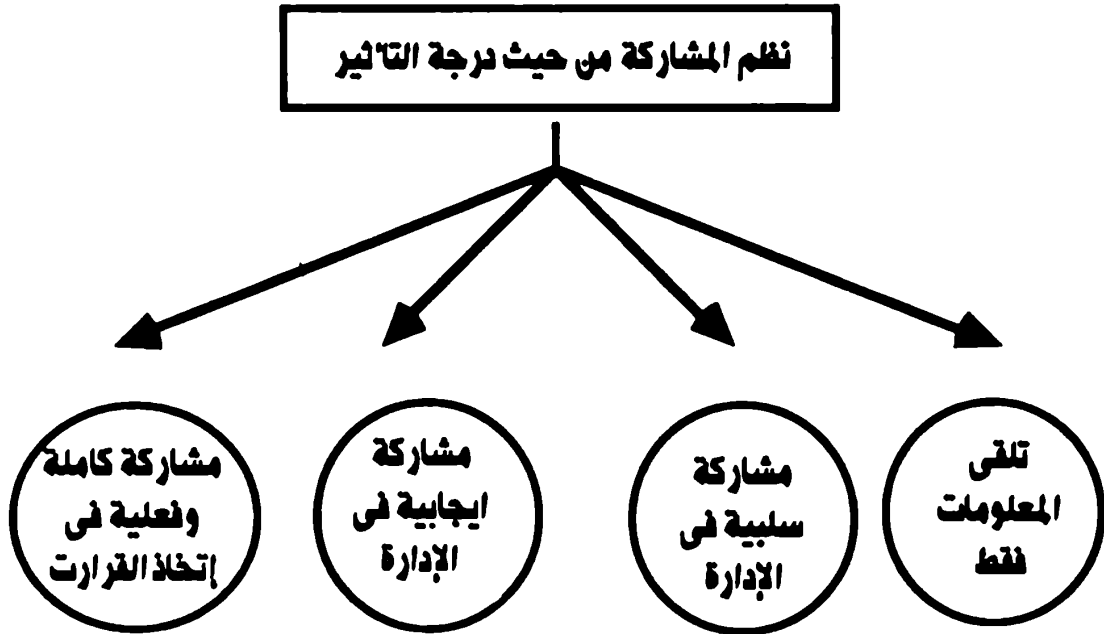 نظم المشاركة من حيث درجة التأثير
تلقى
المعلومات
فقط
مشاركة
سلبية فى
الإدارة
مشاركة
ايجابية فى
الإدارة
مشاركة كاملة
وفعلية فى
إتخاذ القرارت